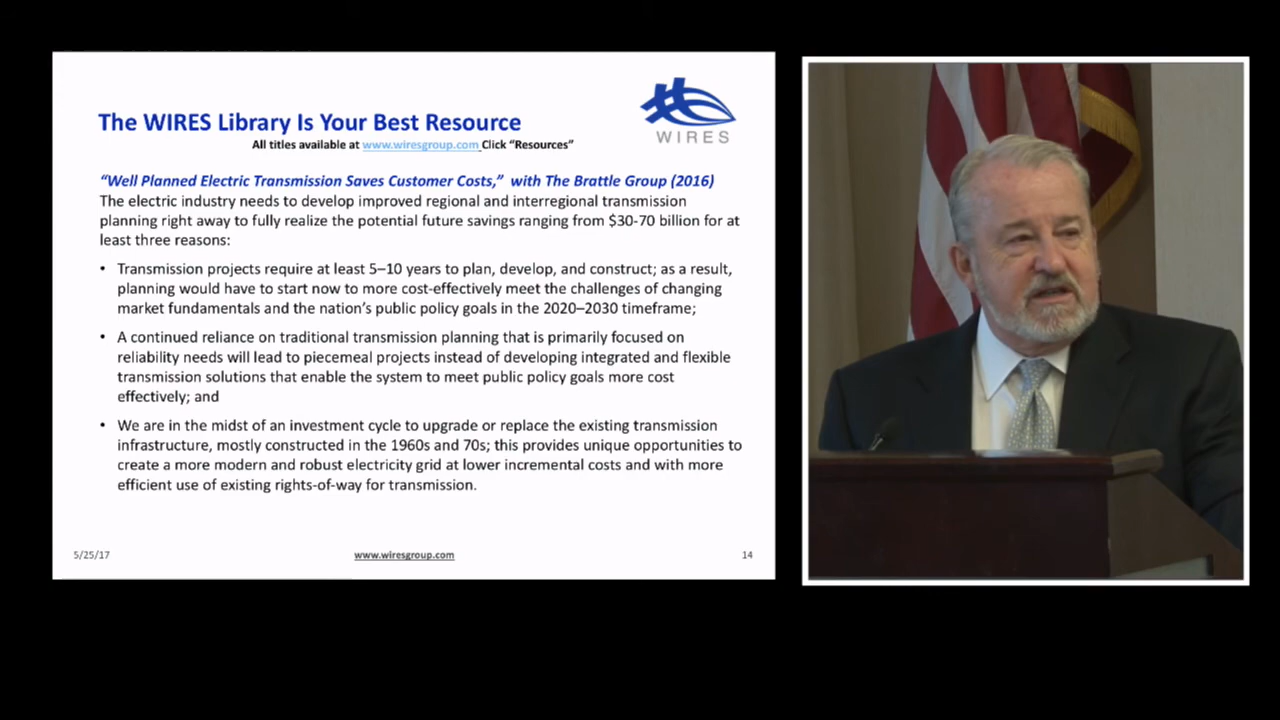 The WIRES Library Is Your Best Resource
WIRES
All titles available at www.wiresgroup.com Click “Resources”
“Well Planned Electric Transmission Saves Customer Costs,” with The Brattle Group (2016)
The electric industry needs to develop improved regional and interregional transmission
planning right away to fully realize the potential future savings ranging from $30-70 billion for at
least three reasons:
• Transmission projects require at least 5–10 years to plan, develop, and construct; as a result,
planning would have to start now to more cost-effectively meet the challenges of changing
market fundamentals and the nation’s public policy goals in the 2020–2030 timeframe;
• A continued reliance on traditional transmission planning that is primarily focused on
reliability needs will lead to piecemeal projects instead of developing integrated and flexible
transmission solutions that enable the system to meet public policy goals more cost
effectively; and
• We are in the midst of an investment cycle to upgrade or replace the existing transmission
infrastructure, mostly constructed in the 1960s and 70s; this provides unique opportunities to
create a more modern and robust electricity grid at lower incremental costs and with more
efficient use of existing rights-of-way for transmission.
5/25/17
www.wiresgroup.com
14